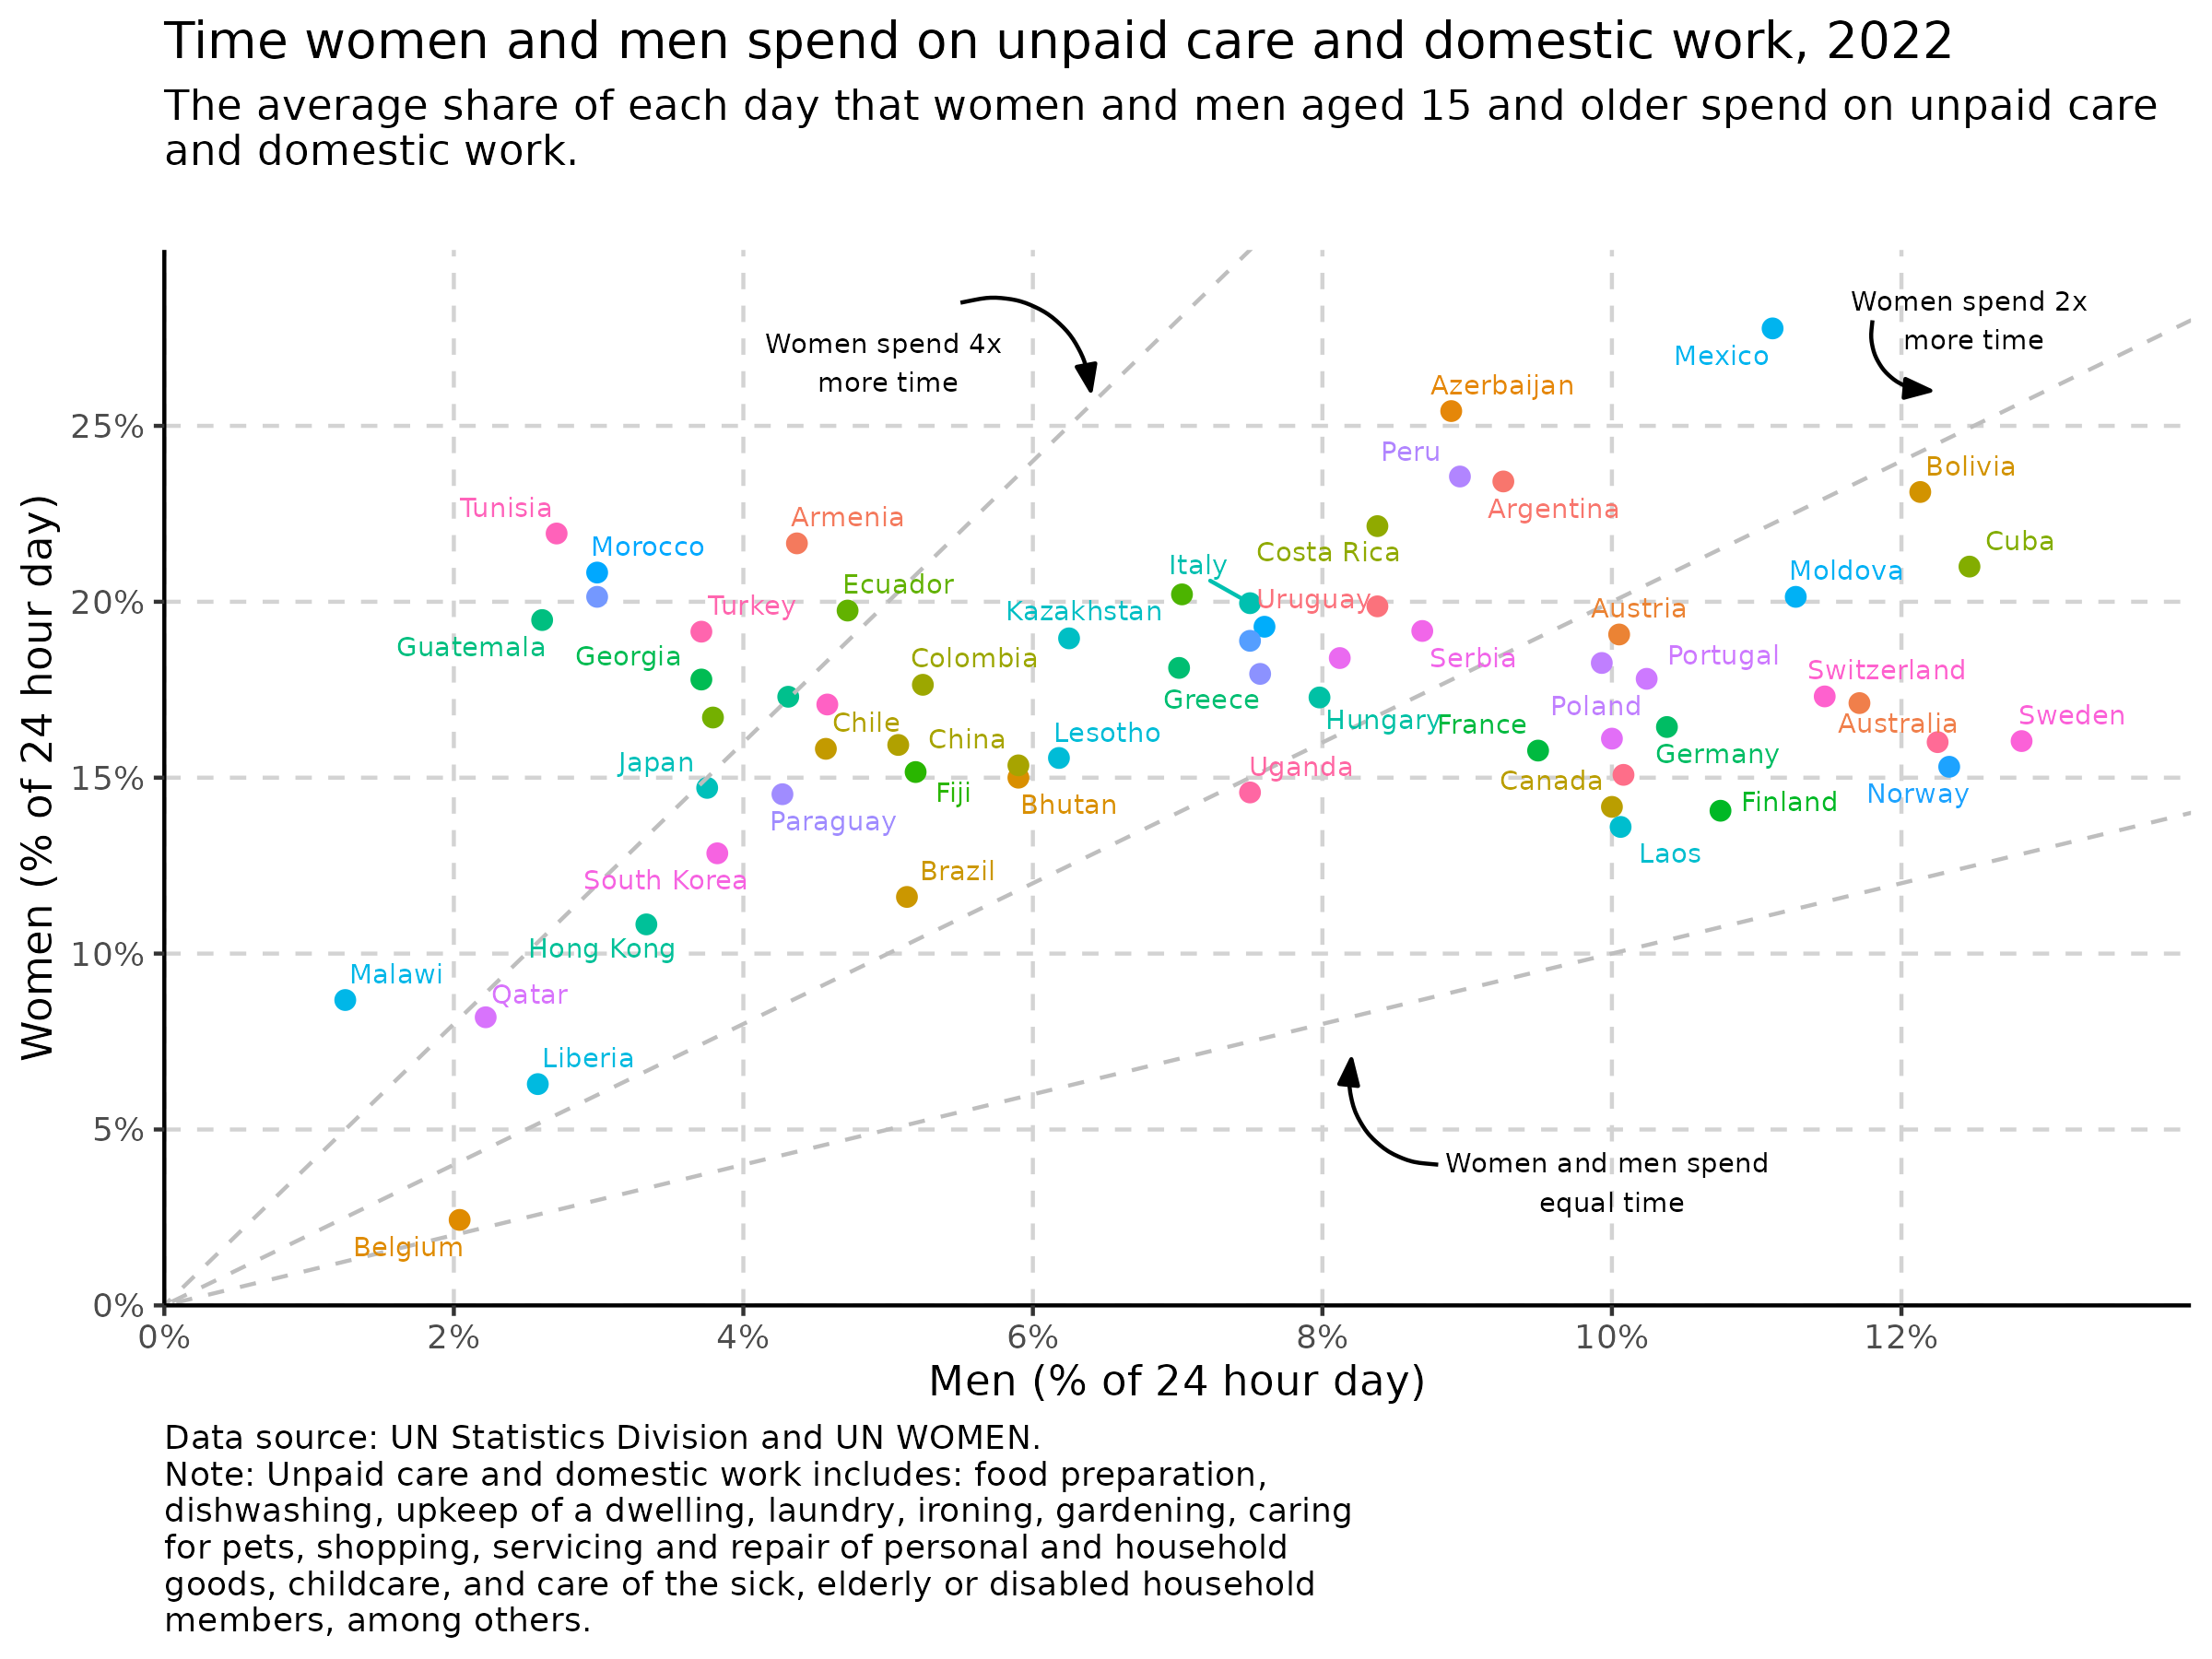 Time women and men spend on unpaid care and domestic work, 2022
The average share of each day that women and men aged 15 and older spend on unpaid care
and domestic work.
Women spend 4x
more time
Women spend 2x
more time
Mexico
Azerbaijan
Peru
Bolivia
Argentina
Tunisia
Armenia
Morocco
Costa Rica
Cuba
Italy
Moldova
Ecuador
Turkey
Kazakhstan
Uruguay
Austria
Guatemala
Georgia
Colombia
Serbia
Portugal
Switzerland
Greece
Poland
Chile
Hungary
France
Australia
Sweden
China
Lesotho
Germany
Japan
Uganda
Canada
Fiji
Bhutan
Finland
Norway
Paraguay
Laos
South Korea
Brazil
Hong Kong
Malawi
Qatar
Liberia
Belgium
Women and men spend
equal time
Women (% of 24 hour day)
25%
20%
15%
10%
5%
0%
0%
2%
4%
6%
8%
10%
12%
Men (% of 24 hour day)
Data source: UN Statistics Division and UN WOMEN.
Note: Unpaid care and domestic work includes: food preparation,
dishwashing, upkeep of a dwelling, laundry, ironing, gardening, caring
for pets, shopping, servicing and repair of personal and household
goods, childcare, and care of the sick, elderly or disabled household
members, among others.